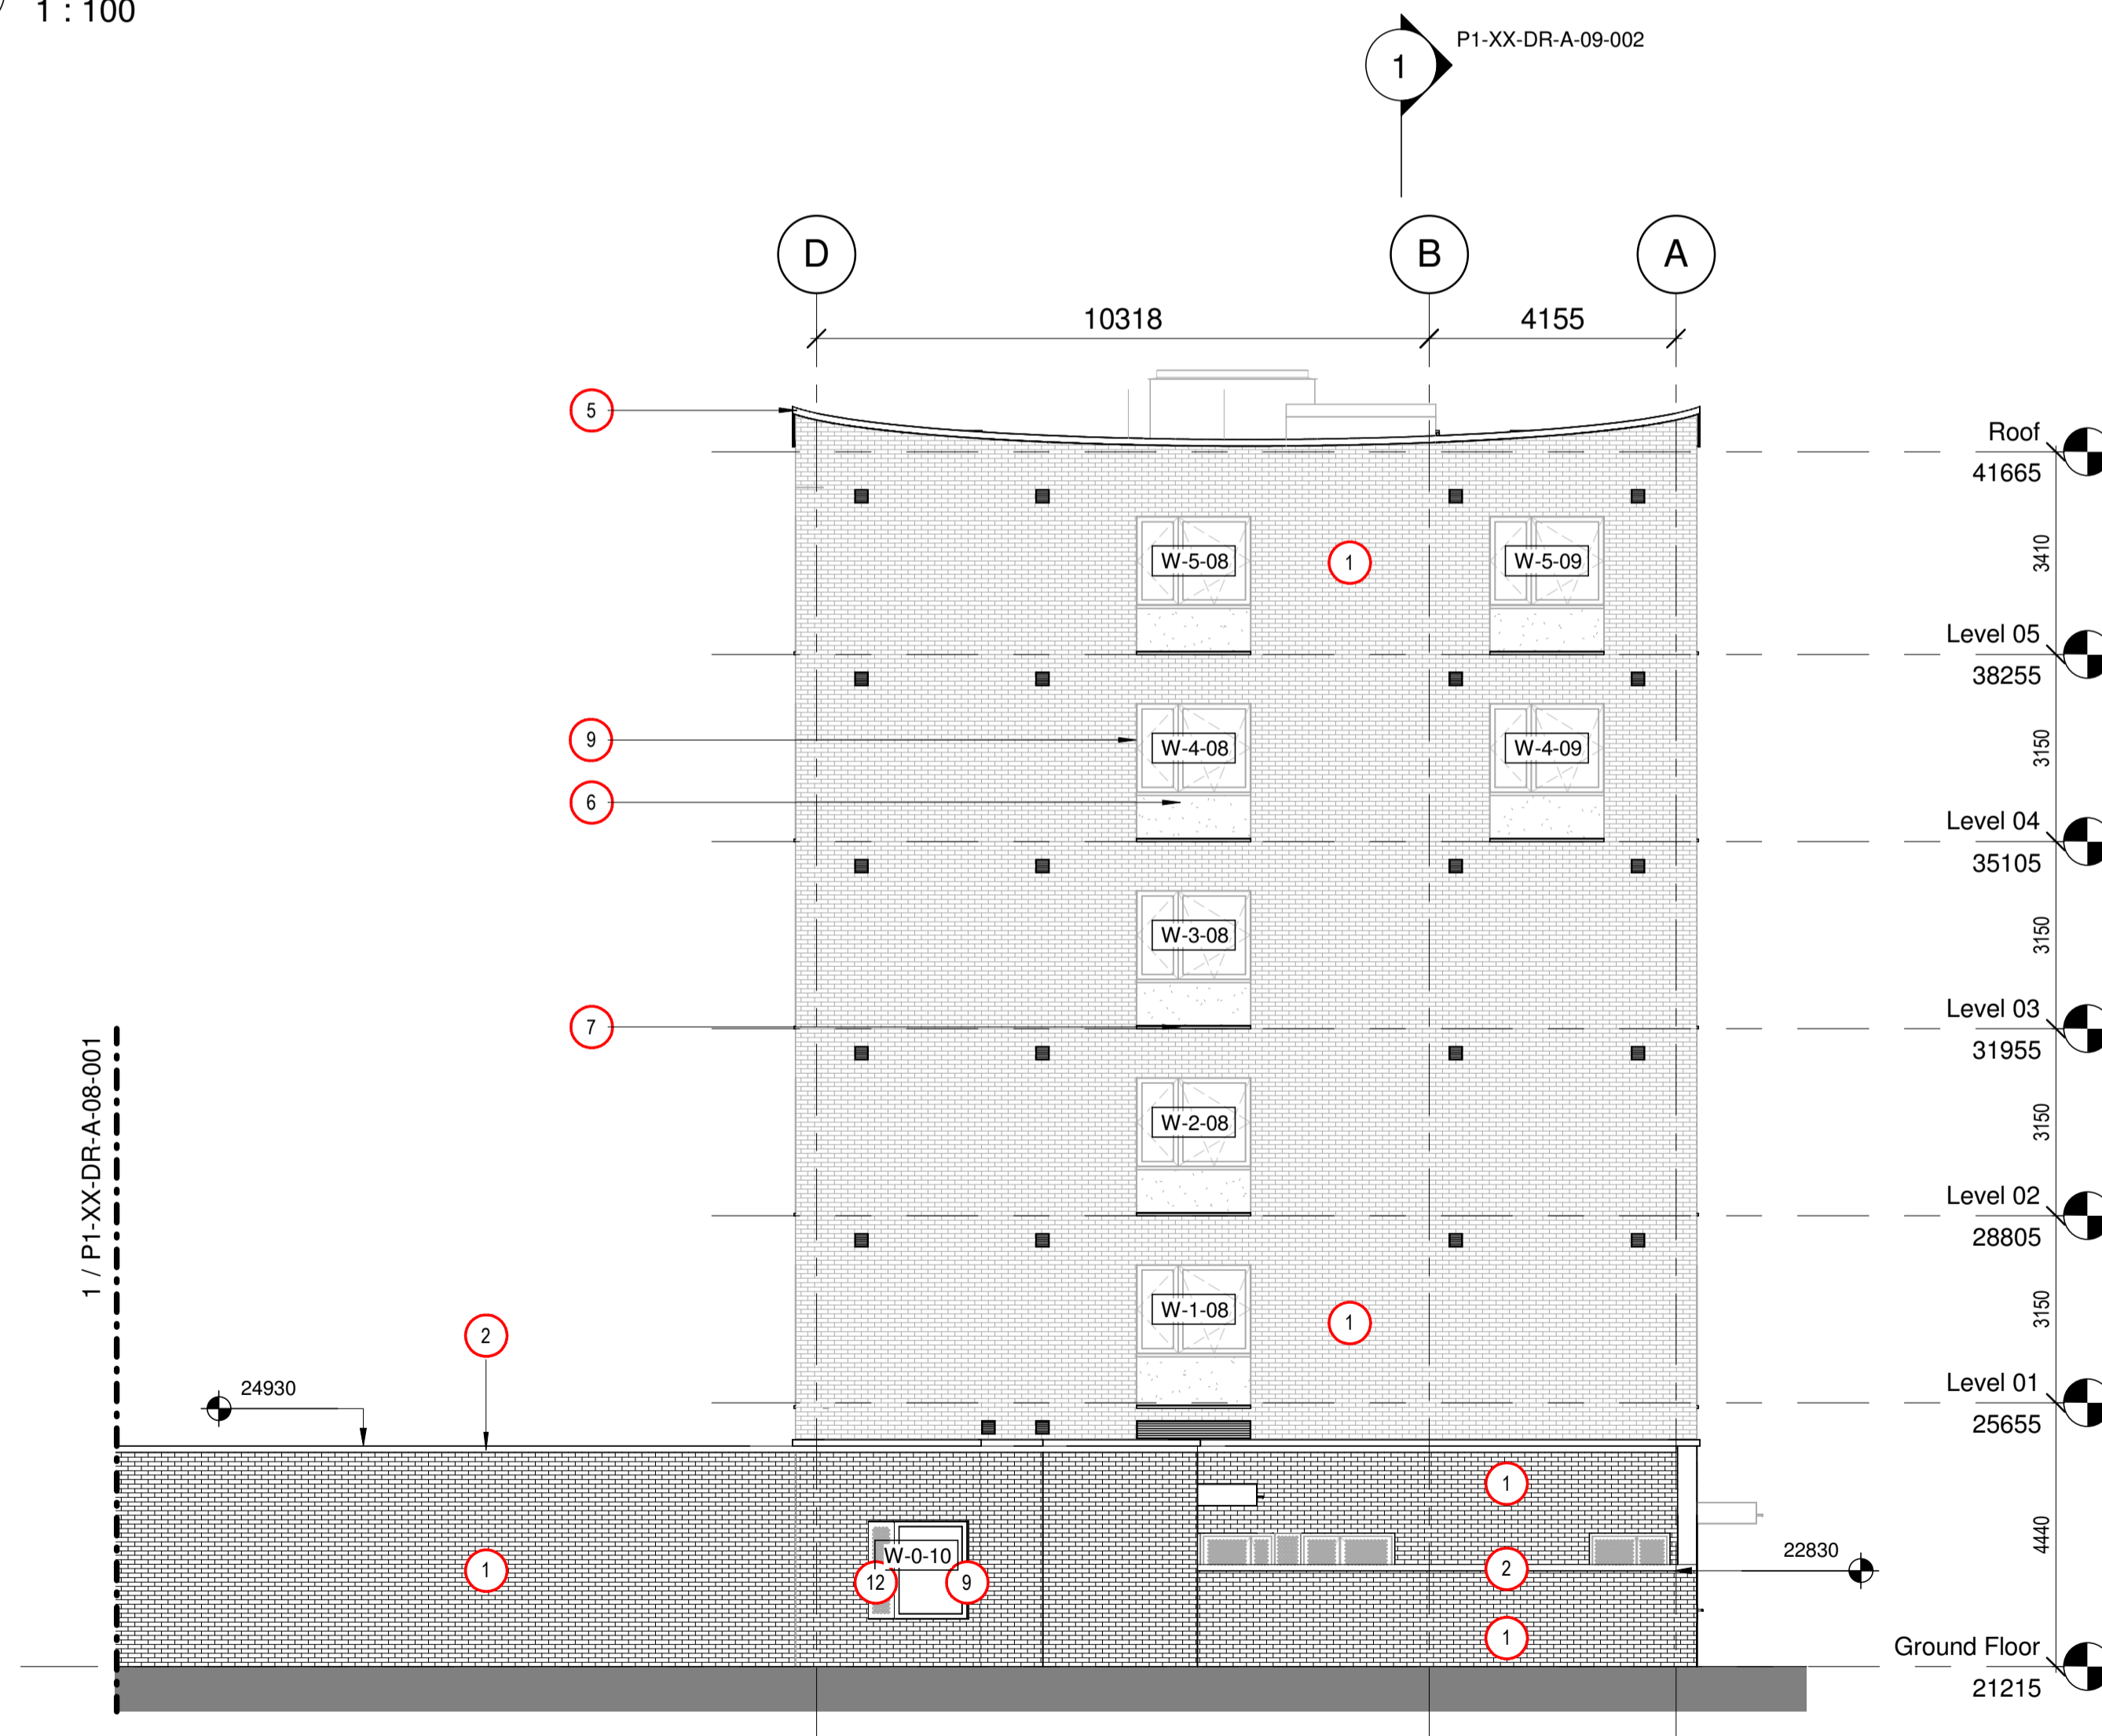 1 : 100
1
P1-XX-DR-A-09-002
D
B
A
10318
4155
5
Roof
41665
W-5-08
1
W-5-09
3410
Level 05
38255
9
W-4-08
W-4-09
3150
6
Level 04
35105
W-3-08
3150
7
Level 03
31955
1 / P1-XX-DR-A-08-001
W-2-08
3150
Level 02
28805
W-1-08
1
3150
2
24930
Level 01
25655
1
W-0-10
12
9
1
2
1
22830
4440
Ground Floor
21215